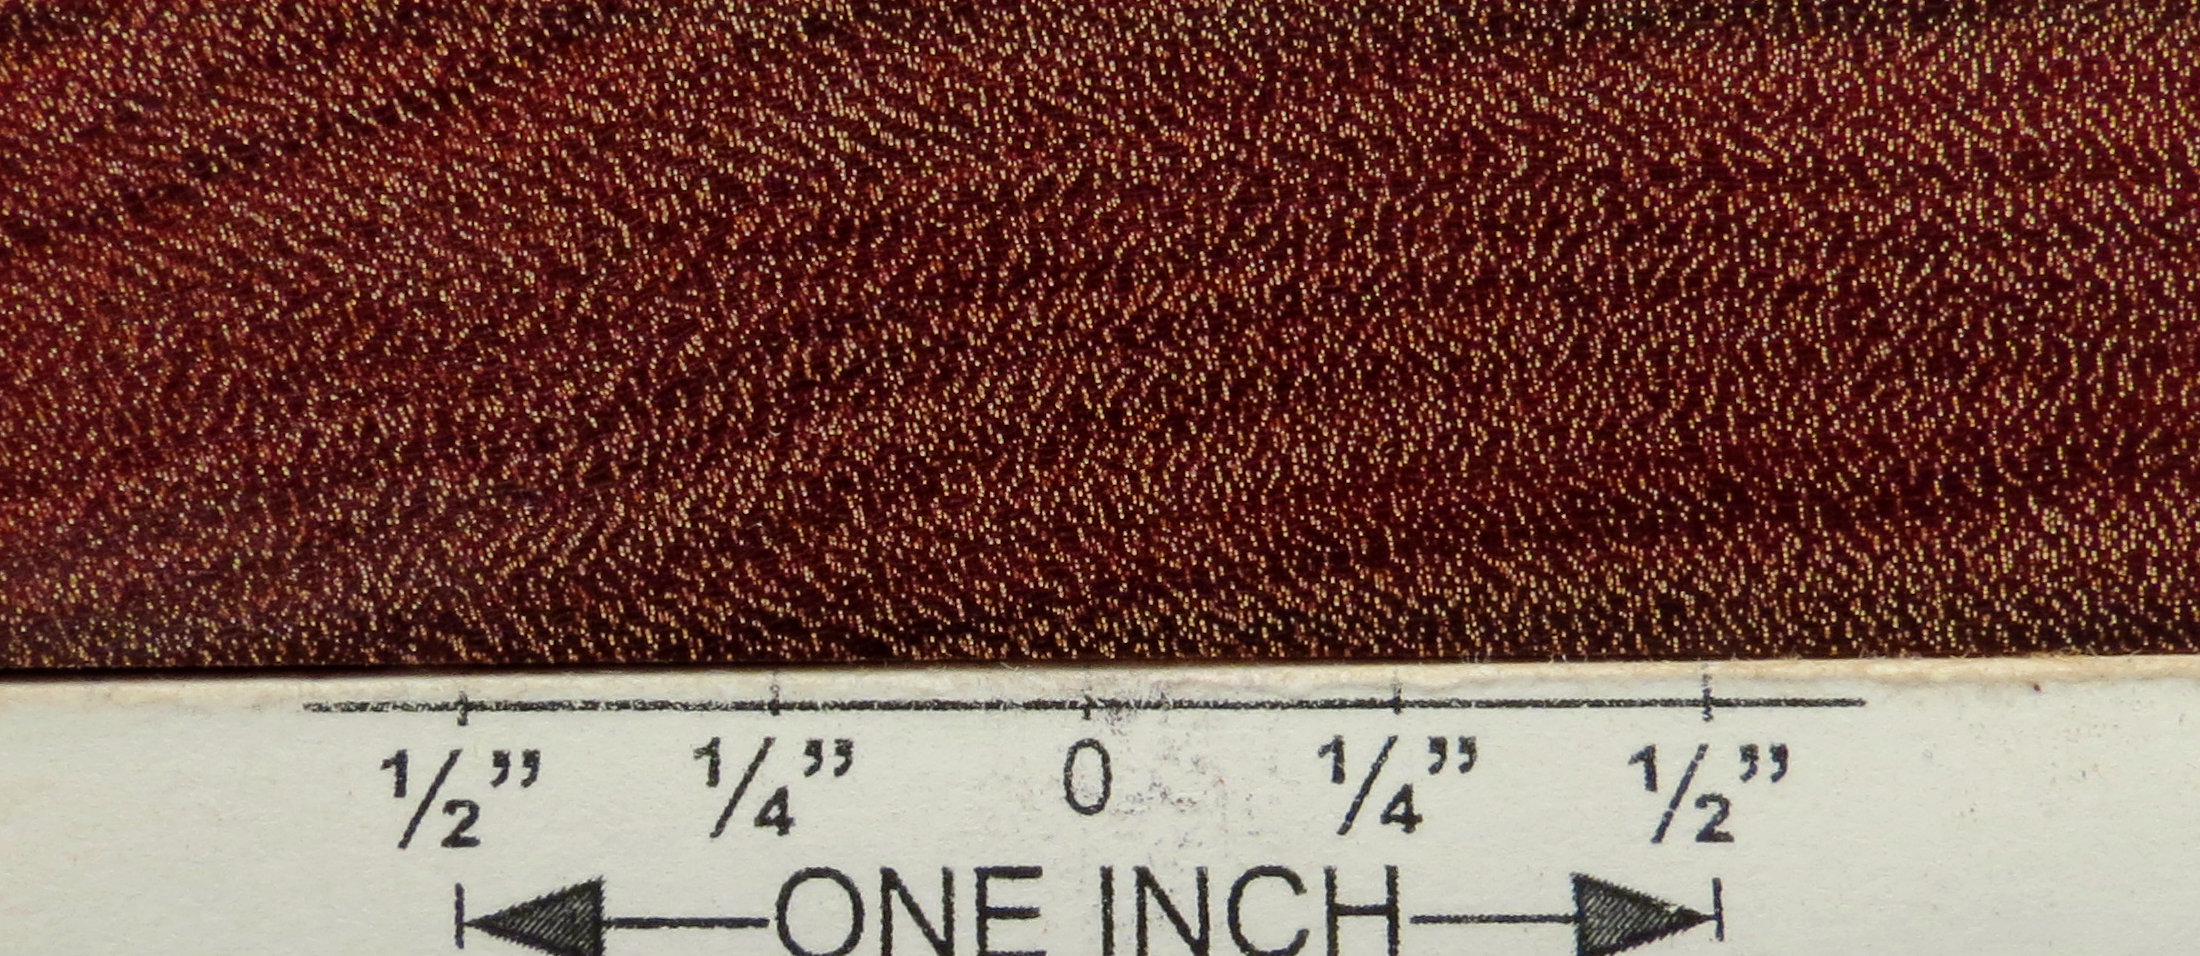 1/2” 1/4” 0 1/4” 1/2”
ONE INCH